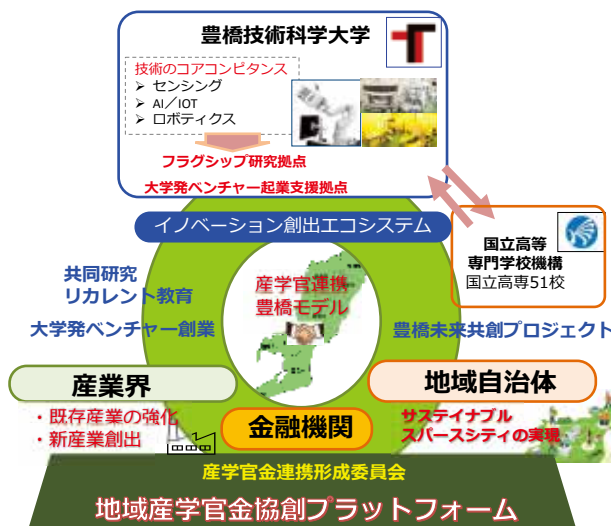 豊橋技術科学大学
技術のコアコンピタンス
➢ センシング
➢ AI／IOT
➢ ロボティクス
フラグシップ研究拠点
大学発ベンチャー起業支援拠点
イノベーション創出エコシステム
国立高等
専門学校機構
国立高専51校
共同研究
リカレント教育
大学発ベンチャー創業
産学官連携
豊橋モデル
豊橋未来共創プロジェクト
産業界
・既存産業の強化
・新産業創出
金融機関
地域自治体
サステイナブル
スパースシティの実現
産学官金連携形成委員会
地域産学官金協創プラットフォーム